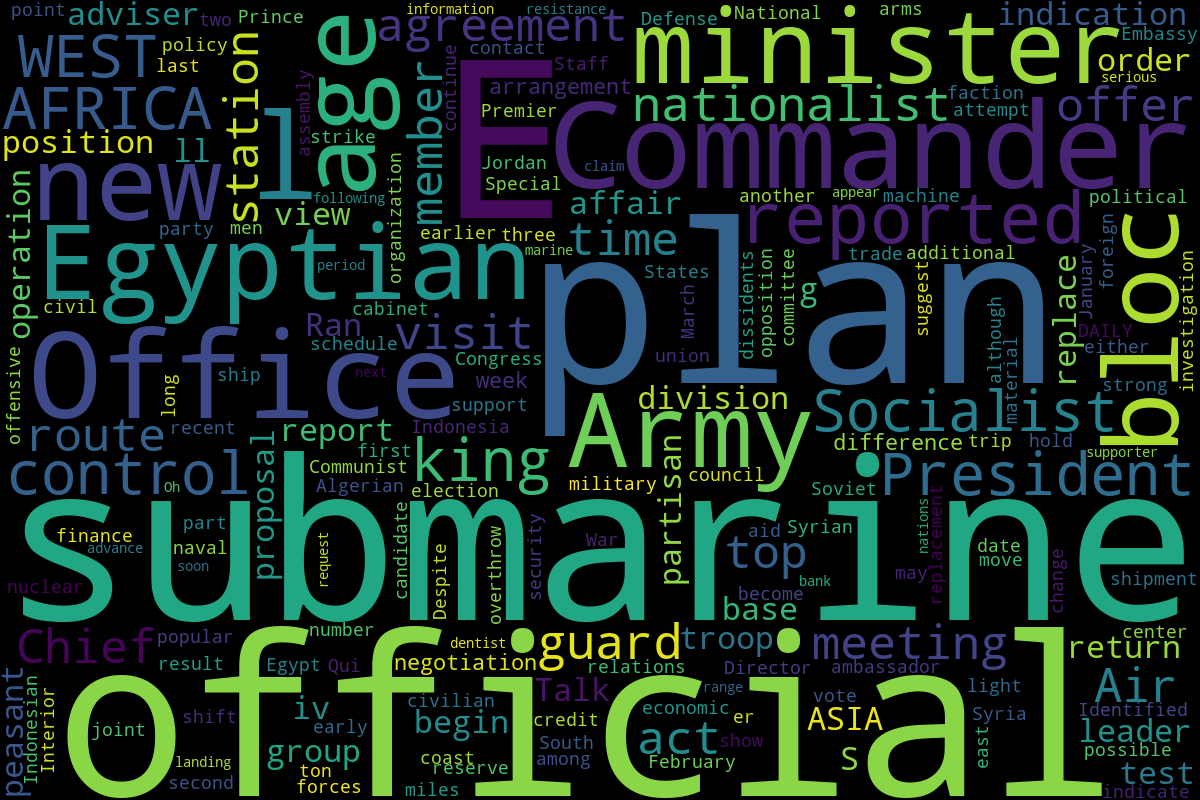 point
adviser
two
Prince
information
resistance
Defense
National
arms
indication
Embassy
WEST
policy
last
station
age
agreement
contact
Staff
minister
order
serious
AFRICA
l
assembly
strike
member
continue
E
arrangement
Premier
Commander
nationalist
faction
attempt
offer
position
ll
new
following
view
men
party
organization
Jordan
Special
claim
affair
another
appear
machine
political
reported
operation
Egyptian
period
earlier
three
marine
time
plan
States
trade
additional
foreign
bloc
civil
cabinet
g
suggest
January
replace
March
dissidents
opposition
committee
although
material
DAILY
either
investigation
Office
Ran
schedule
visit
Congress
week
union
offensive
long
ship
next
support
strong
route
recent
report
first
Indonesia
Army
division
Socialist
difference
trip
hold
supporter
control
Oh
proposal
Communist
Algerian
king
election
military
partisan
council
Soviet
President
submarine
finance
advance
part
naval
soon
request
candidate
Despite
overthrow
security
War
top
aid
Syrian
nations
replacement
date
move
change
shipment
nuclear
base
become
bank
may
Chief
popular
result
number
dentist
negotiation
guard
troop
relations
meeting
center
return
peasant
Indonesian
Interior
official
Egypt
Qui
Talk
Director
range
ambassador
light
Air
Identified
joint
shift
iv
early
civilian
begin
credit
South
among
economic
act
er
show
vote
ASIA
s
Syria
east
leader
possible
landing
second
group
ton
forces
coast
reserve
miles
February
test
indicate